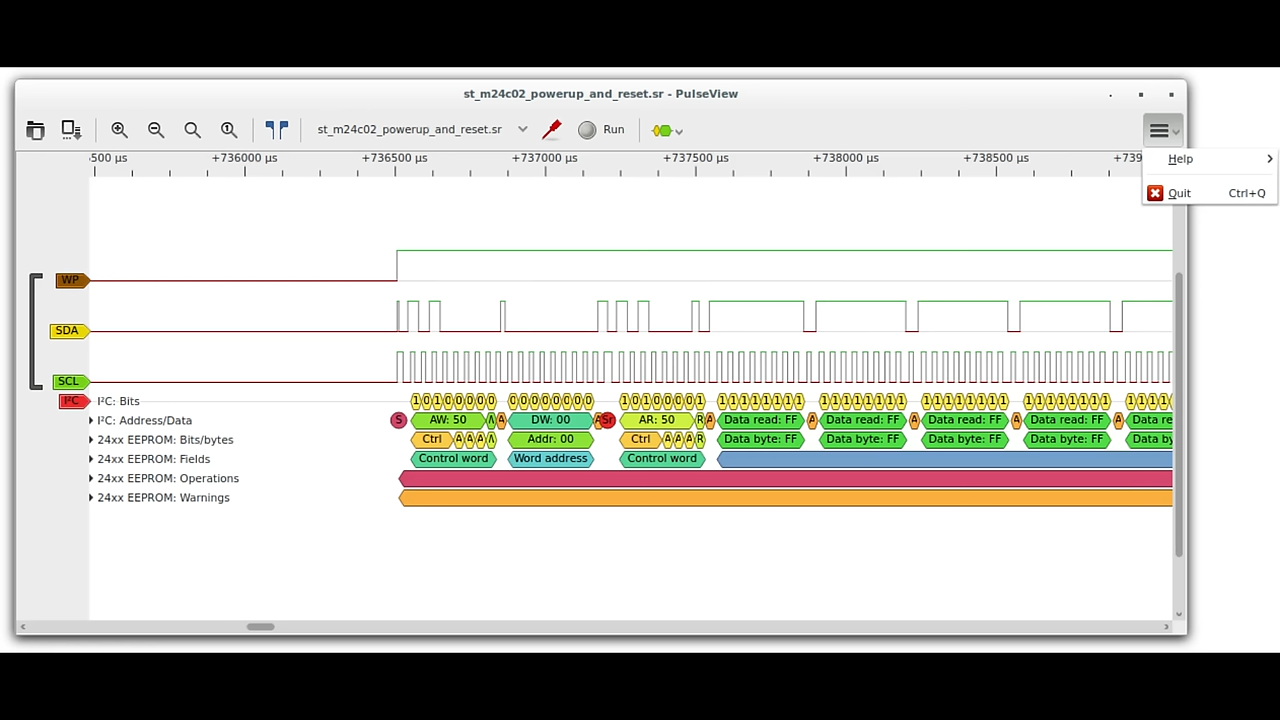 st_m24c02_powerup_and_reset.sr - PulseView
st_m24c02_powerup_and_reset.sr Run
Help
Quit Ctrl+Q
-500 µs +736000 µs +736500 µs +737000 µs +737500 µs +738000 µs +738500 µs +739
WP
SDA
SCL
I²C I²C: Bits 1 0 1 0 0 0 0 0 0 0 0 0 0 0 0 0 1 0 1 0 0 0 0 1 1 1 1 1 1 1 1 1 1 1 1 1 1 1 1 1 1 1 1 1 1 1 1 1 1 1 1 1 1 1 1 1 1 1 1 1
I²C: Address/Data S AW: 50 A DW: 00 A Sr AR: 50 R A Data read: FF A Data read: FF A Data read: FF A Data read: FF A Data re
24xx EEPROM: Bits/bytes Ctrl A A A Addr: 00 Ctrl A A A R Data byte: FF Data byte: FF Data byte: FF Data byte: FF Data by
24xx EEPROM: Fields Control word Word address Control word
24xx EEPROM: Operations
24xx EEPROM: Warnings